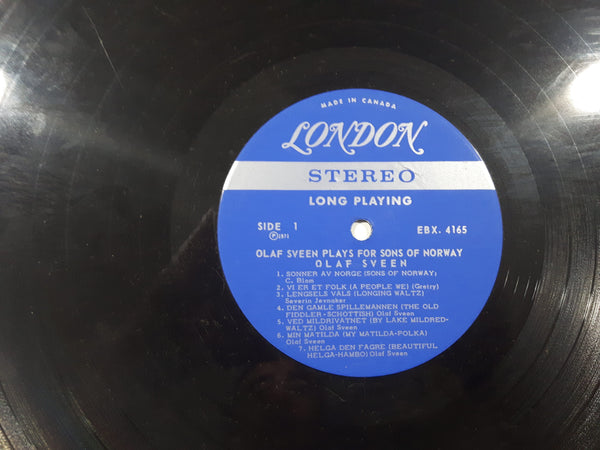 MADE IN CANADA
LONDON
STEREO
LONG PLAYING
SIDE 1 EBX. 4165
℗1971
OLAF SVEEN PLAYS FOR SONS OF NORWAY
OLAF SVEEN
1. SONNER AV NORGE (SONS OF NORWAY)
C. Blom
2. VI ER ET FOLK (A PEOPLE WE) (Gretry)
3. LENGSELS VALS (LONGING WALTZ)
Severin Jevnaker
4. DEN GAMLE SPILLEMANNEN (THE OLD
FIDDLER-SCHOTTISH) Olaf Sveen
5. VED MILDRIVATNET (BY LAKE MILDRED-
WALTZ) Olaf Sveen
6. MIN MATILDA (MY MATILDA-POLKA)
Olaf Sveen
7. HELGA DEN FAGRE (BEAUTIFUL
HELGA-HAMBO) Olaf Sveen